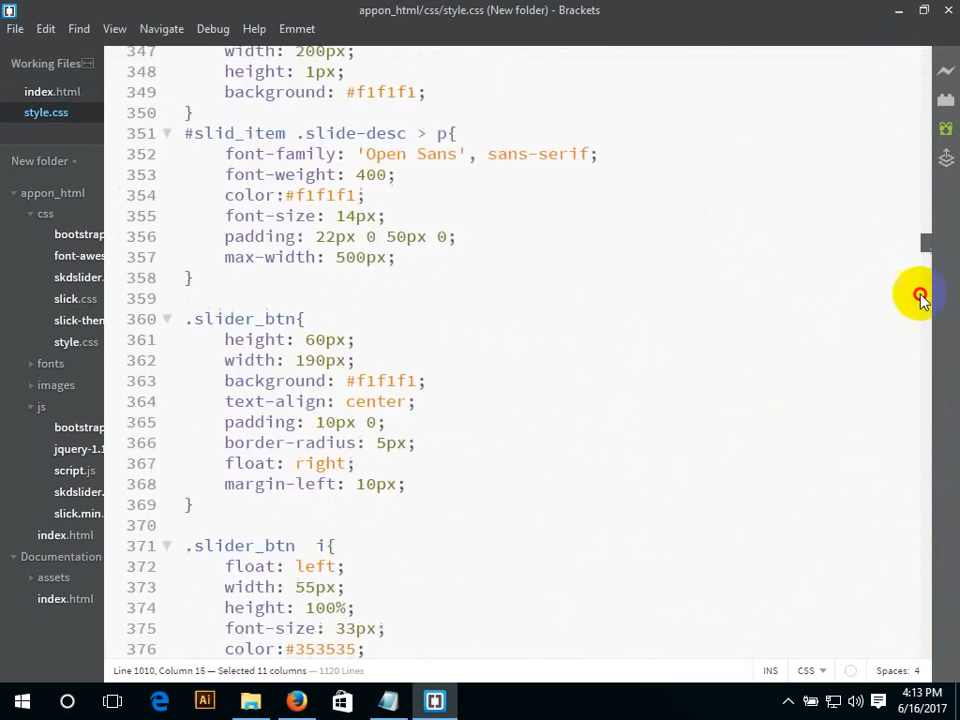 appon_html/css/style.css (New folder) - Brackets
File Edit Find View Navigate Debug Help Emmet
Working Files
index.html
style.css
New folder
appon_html
css
bootstrap
font-awes
skdslider.
slick.css
slick-then
style.css
fonts
images
js
bootstrap
jquery-1.1
script.js
skdslider.
slick.min.
index.html
Documentation
assets
index.html
347 width: 200px;
348 height: 1px;
349 background: #f1f1f1;
350 }
351 #slid_item .slide-desc > p{
352 font-family: 'Open Sans', sans-serif;
353 font-weight: 400;
354 color:#f1f1f1;
355 font-size: 14px;
356 padding: 22px 0 50px 0;
357 max-width: 500px;
358 }
359
360 .slider_btn{
361 height: 60px;
362 width: 190px;
363 background: #f1f1f1;
364 text-align: center;
365 padding: 10px 0;
366 border-radius: 5px;
367 float: right;
368 margin-left: 10px;
369 }
370
371 .slider_btn  i{
372 float: left;
373 width: 55px;
374 height: 100%;
375 font-size: 33px;
376 color:#353535;
Line 1010, Column 15 — Selected 11 columns — 1120 Lines
INS CSS Spaces: 4
4:13 PM
6/16/2017